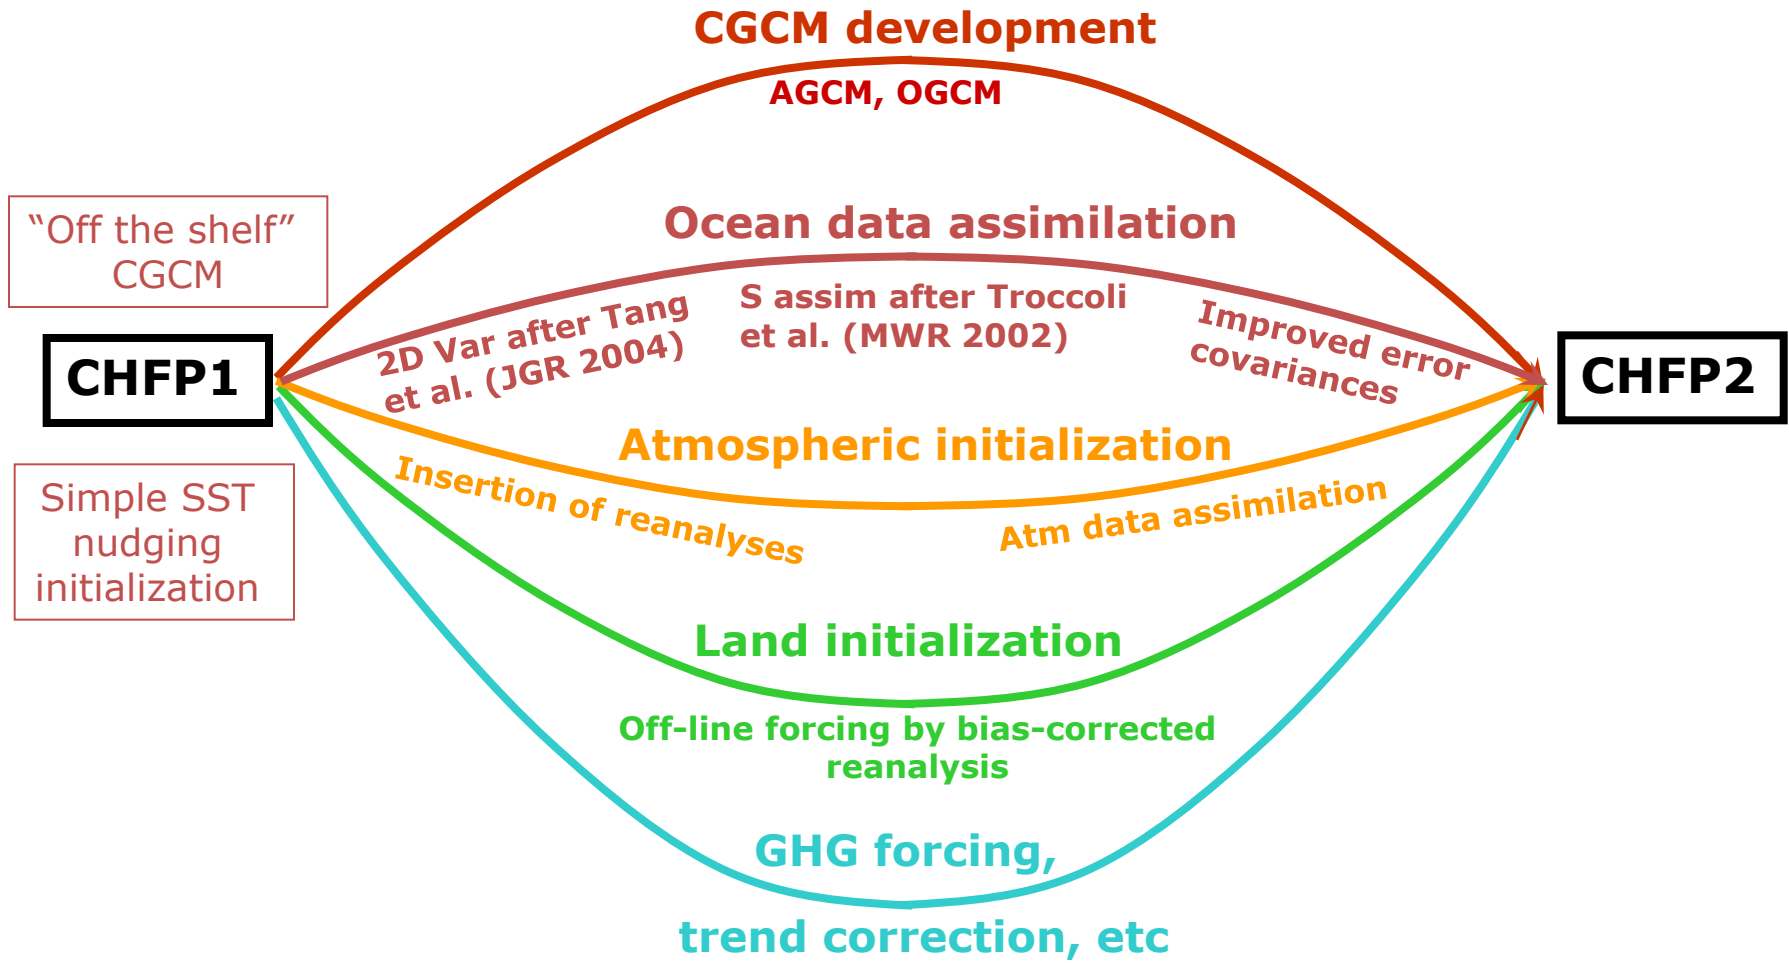 CGCM development
AGCM, OGCM
“Off the shelf”
CGCM
Ocean data assimilation
2D Var after Tang
et al. (JGR 2004)
S assim after Troccoli
et al. (MWR 2002)
Improved error
covariances
CHFP1
CHFP2
Atmospheric initialization
Insertion of reanalyses
Atm data assimilation
Simple SST
nudging
initialization
Land initialization
Off-line forcing by bias-corrected
reanalysis
GHG forcing,
trend correction, etc